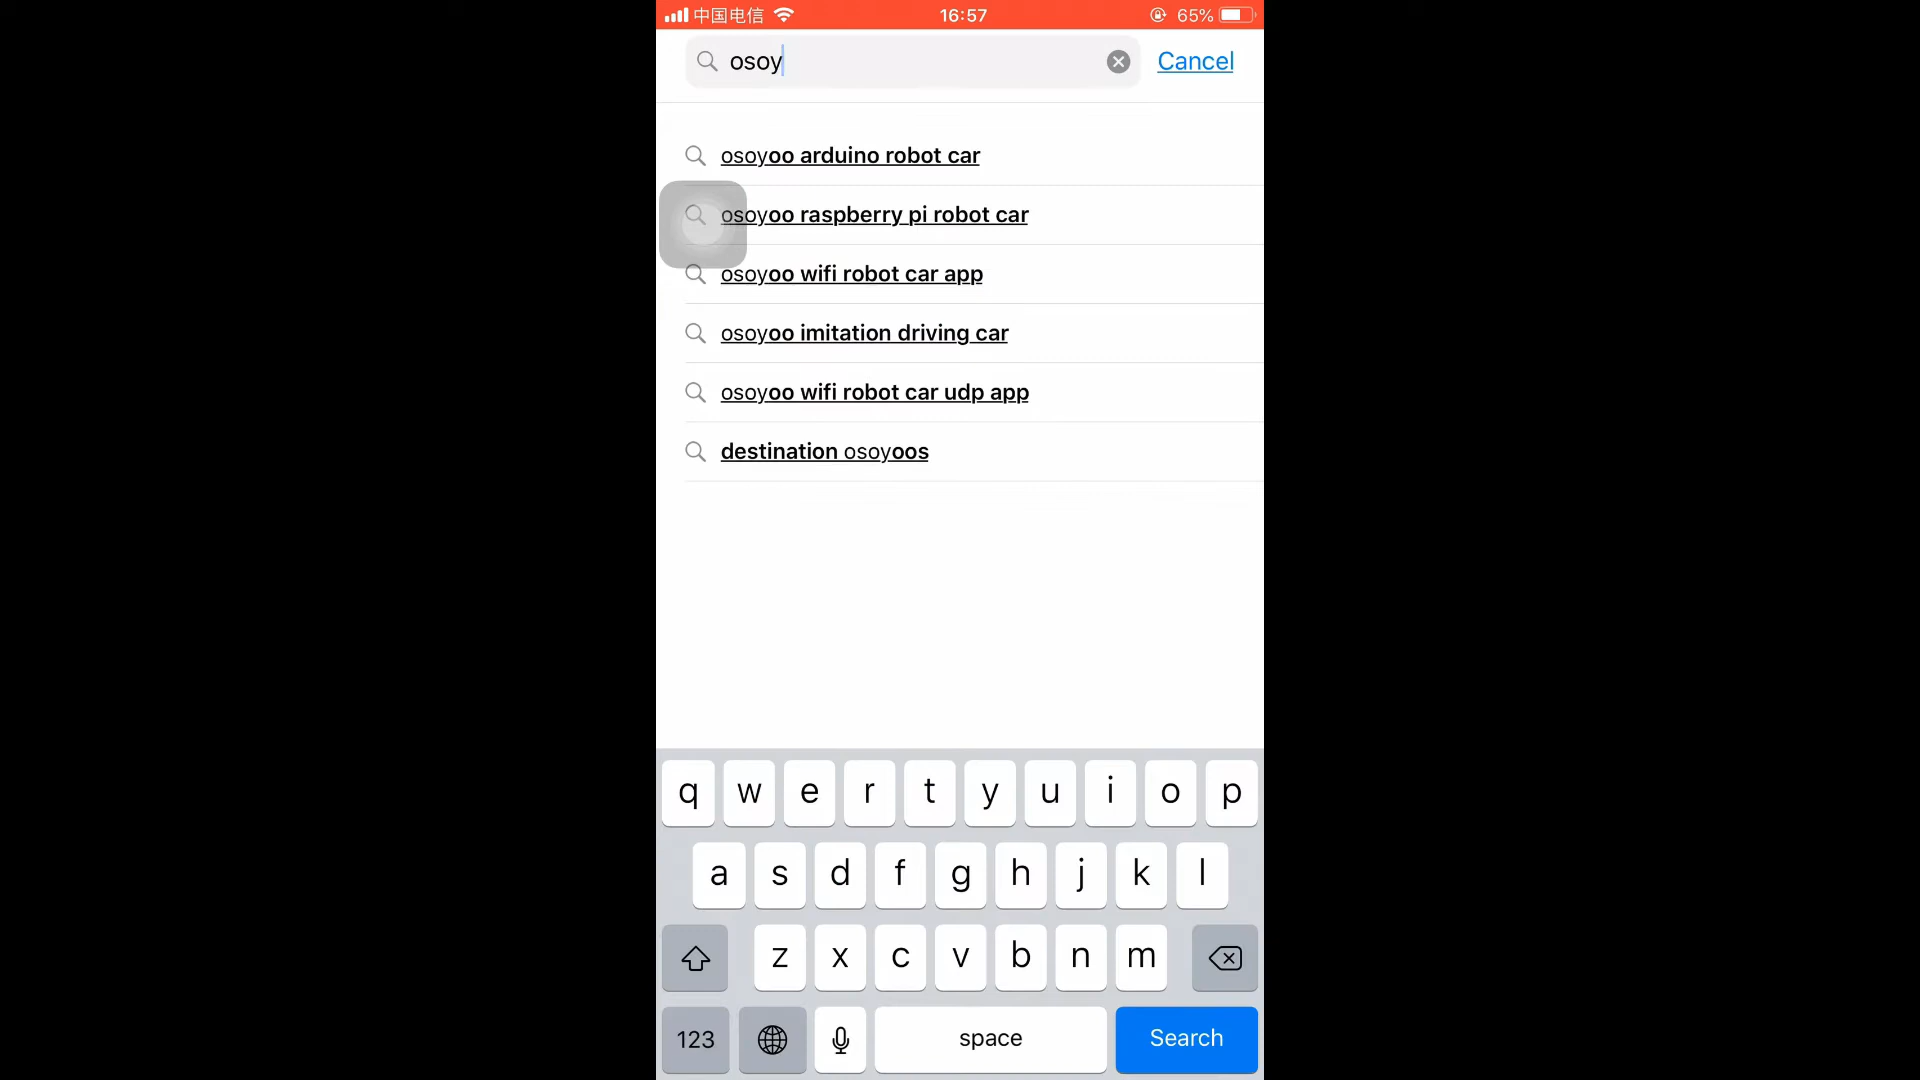 中国电信 16:57 65%
osoy Cancel
osoyoo arduino robot car
osoyoo raspberry pi robot car
osoyoo wifi robot car app
osoyoo imitation driving car
osoyoo wifi robot car udp app
destination osoyoos
q w e r t y u i o p
a s d f g h j k l
z x c v b n m
123 space Search